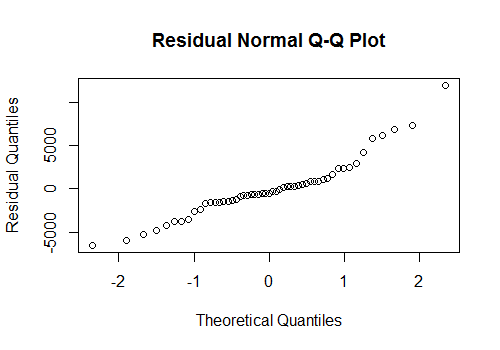 Residual Normal Q-Q Plot
Residual Quantiles
5000
0
-5000
-2
-1
0
1
2
Theoretical Quantiles